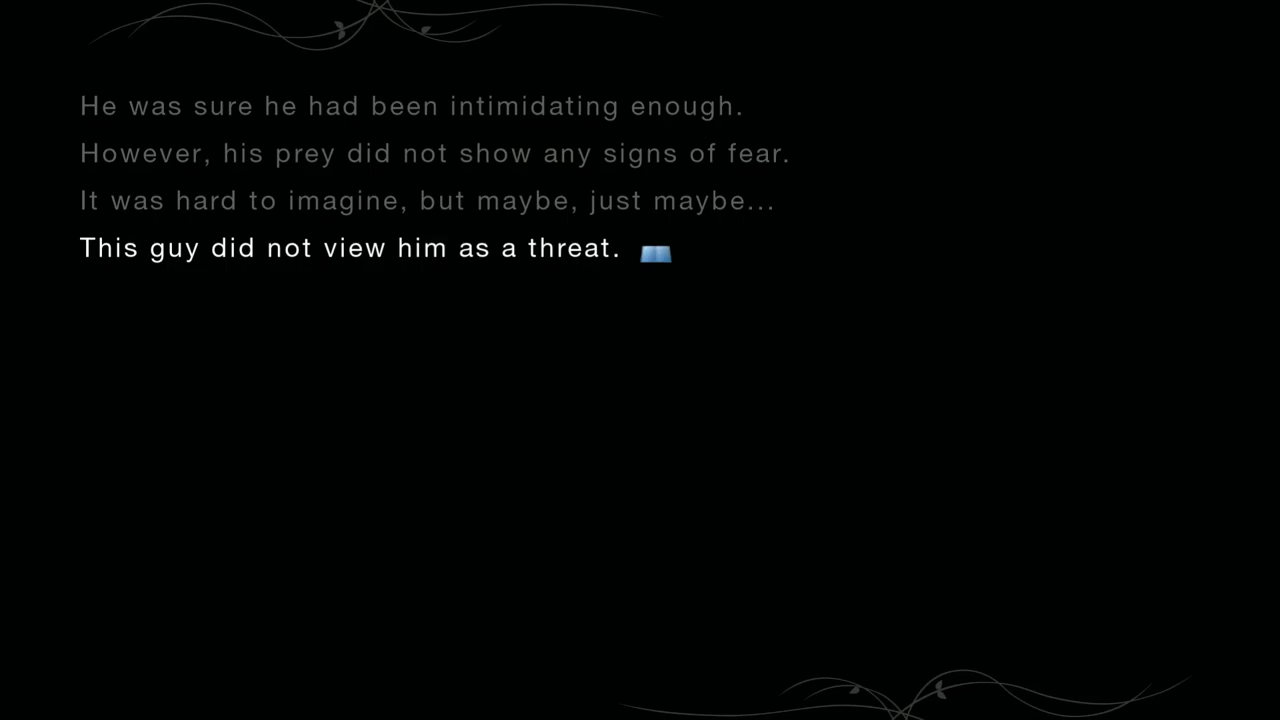 He was sure he had been intimidating enough.
However, his prey did not show any signs of fear.
It was hard to imagine, but maybe, just maybe...
This guy did not view him as a threat.